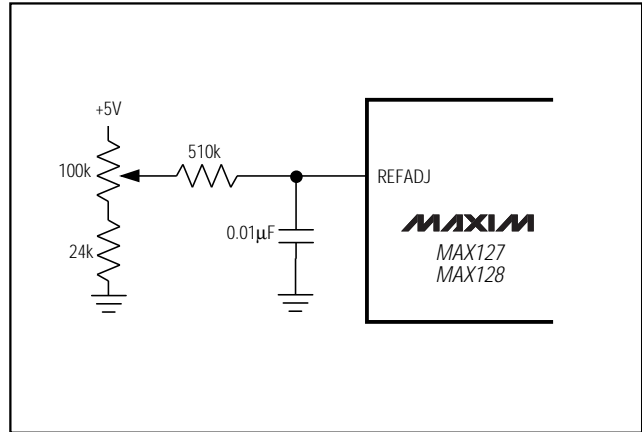 +5V
510k
100k
REFADJ
0.01µF
24k
MAXIM
MAX127
MAX128